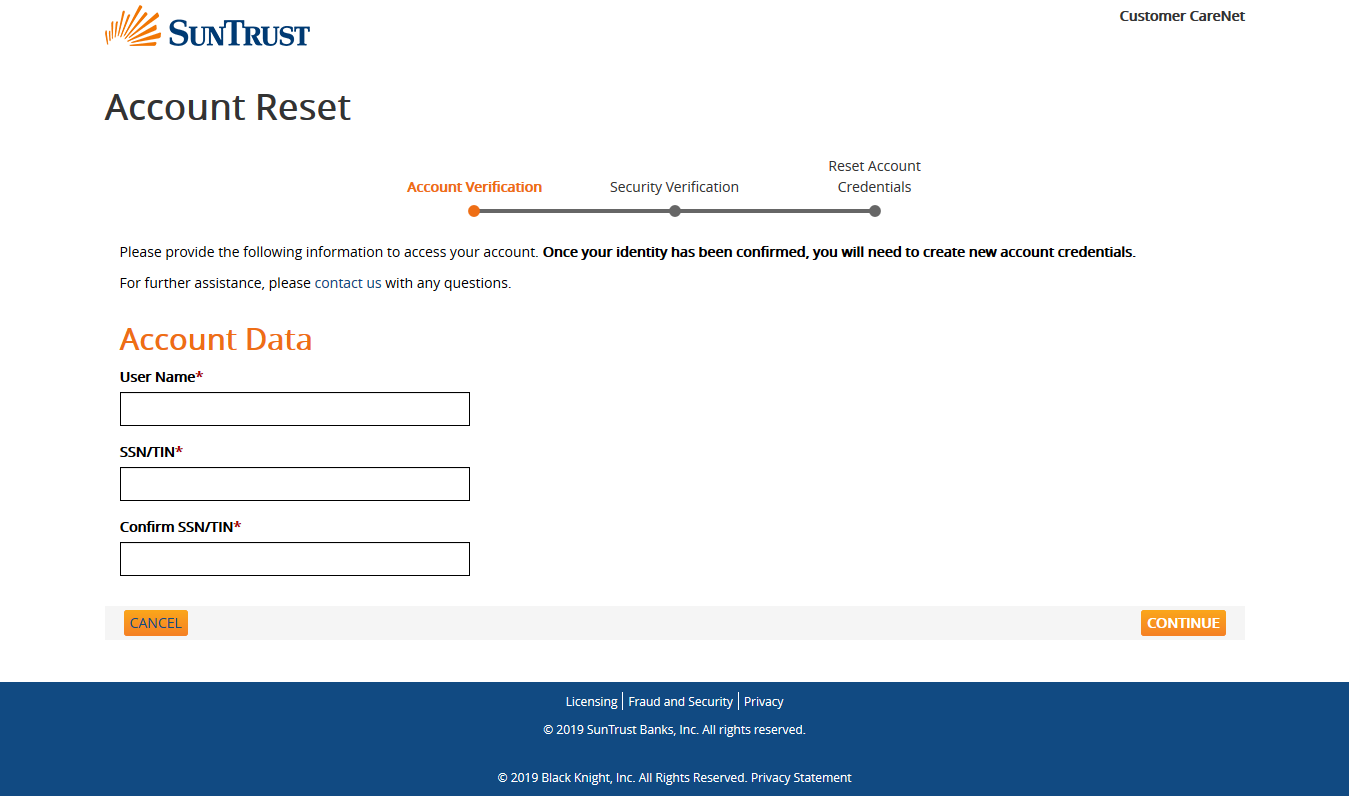 SUNTRUST
Customer CareNet
Account Reset
Account Verification
Security Verification
Reset Account
Credentials
Please provide the following information to access your account. Once your identity has been confirmed, you will need to create new account credentials.
For further assistance, please contact us with any questions.
Account Data
User Name*
SSN/TIN*
Confirm SSN/TIN*
CANCEL
CONTINUE
Licensing | Fraud and Security | Privacy
© 2019 SunTrust Banks, Inc. All rights reserved.
© 2019 Black Knight, Inc. All Rights Reserved. Privacy Statement